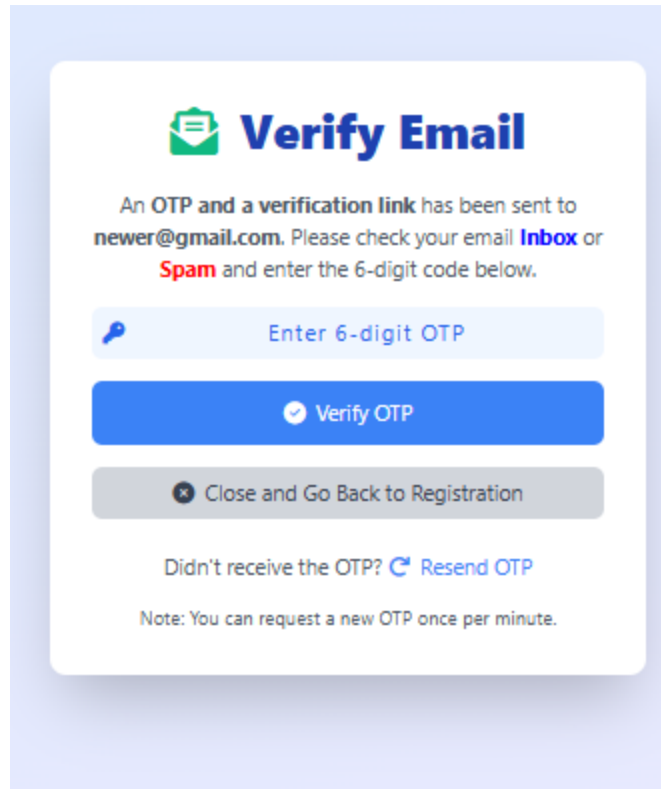 Verify Email
An OTP and a verification link has been sent to
newer@gmail.com. Please check your email Inbox or
Spam and enter the 6-digit code below.
Enter 6-digit OTP
Verify OTP
Close and Go Back to Registration
Didn't receive the OTP? Resend OTP
Note: You can request a new OTP once per minute.